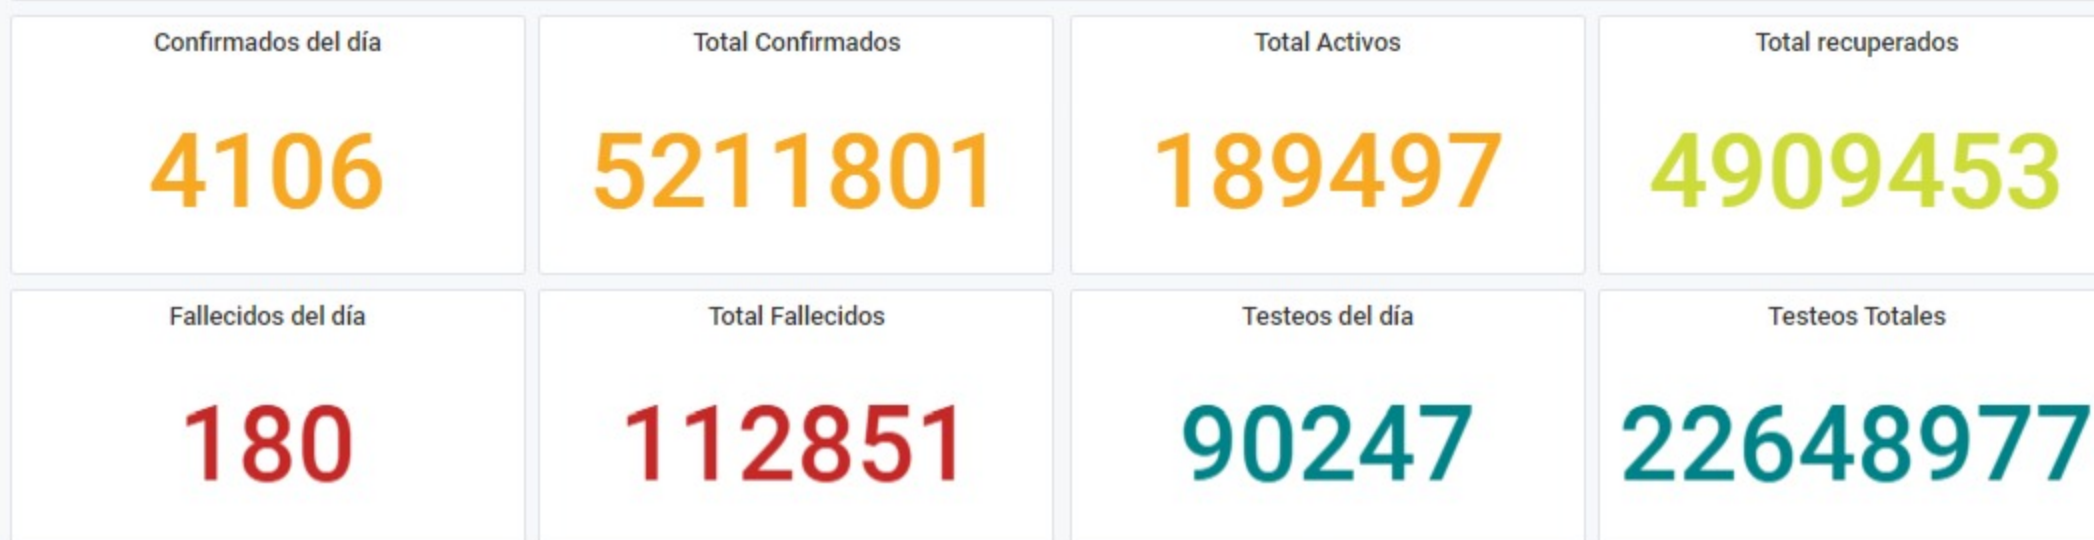 Confirmados del día
4106
Total Confirmados
5211801
Total Activos
189497
Total recuperados
4909453
Fallecidos del día
180
Total Fallecidos
112851
Testeos del día
90247
Testeos Totales
22648977